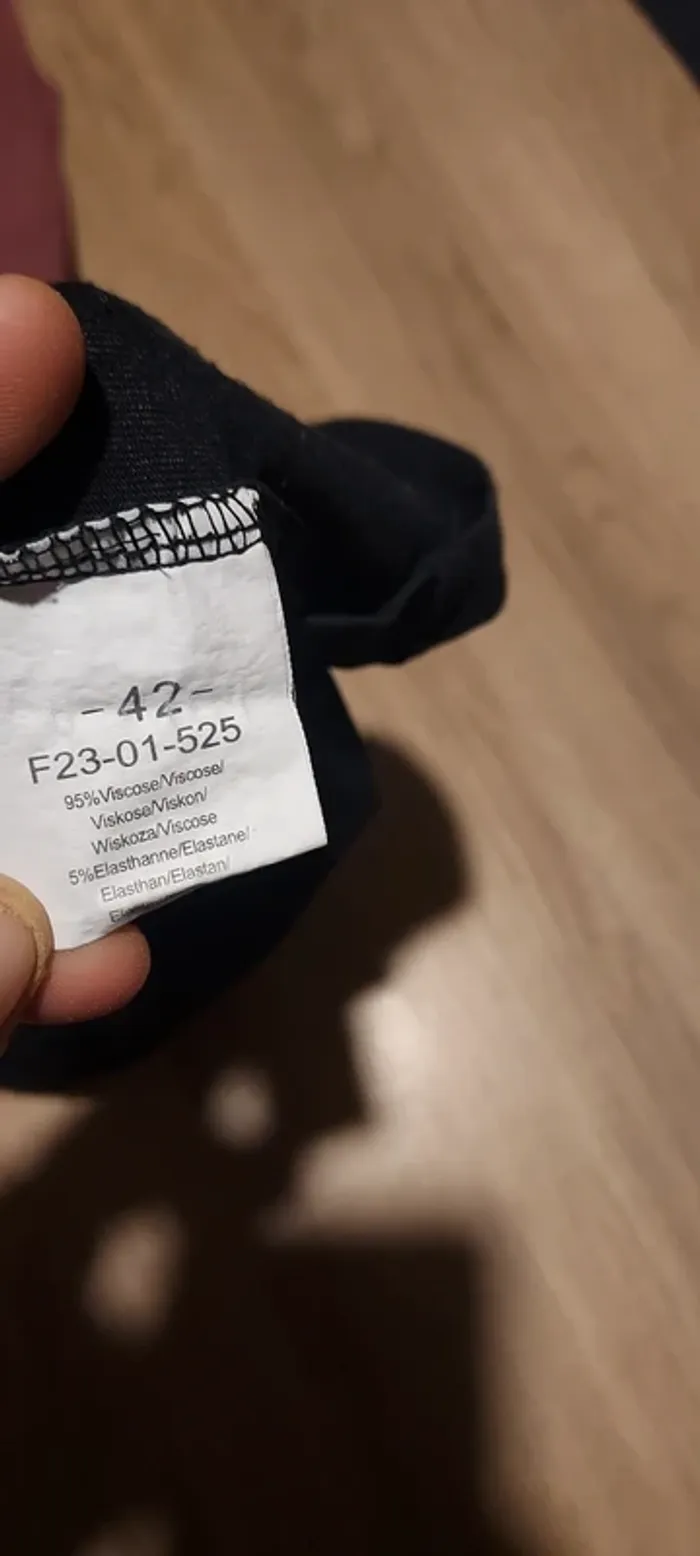 -42-
F23-01-525
95%Viscose/Viscose/
Viskose/Viskon/
Wiskoza/Viscose
5%Elasthanne/Elastane/
Elasthan/Elastan/